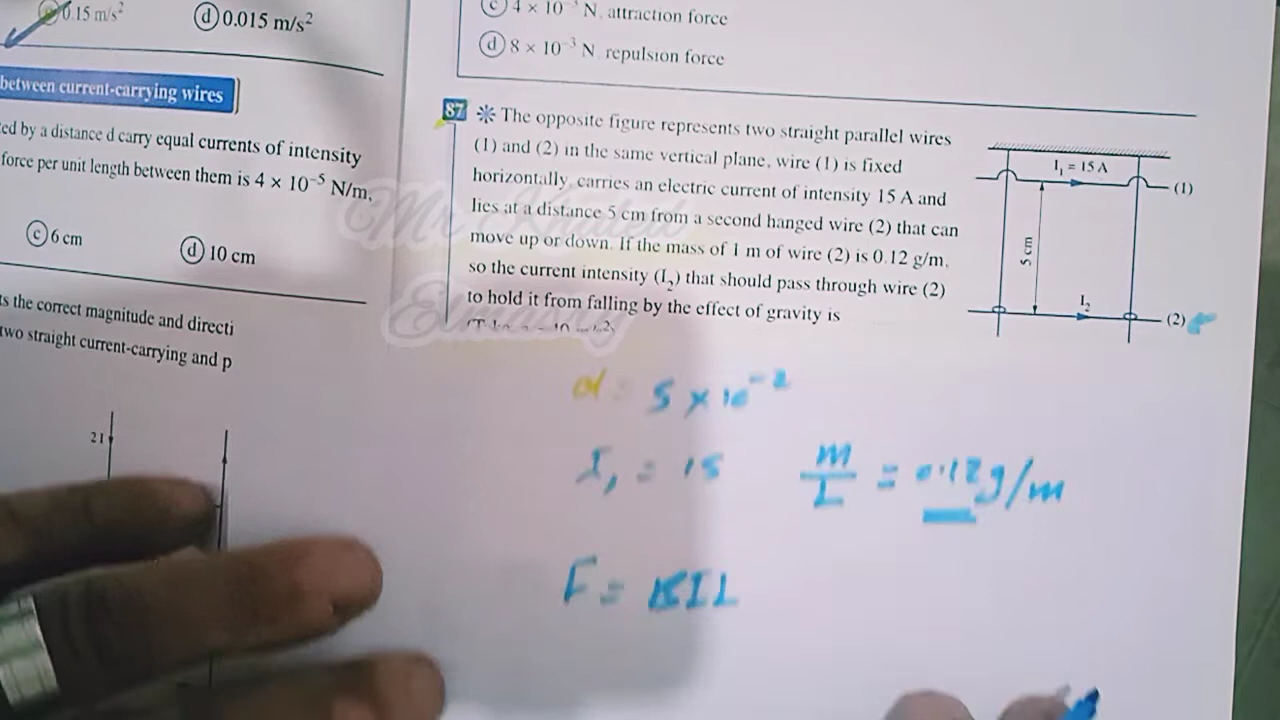 0.15 m/s²
d 0.015 m/s²
between current-carrying wires
ed by a distance d carry equal currents of intensity
force per unit length between them is 4 × 10⁻⁵ N/m,
c 6 cm
d 10 cm
ts the correct magnitude and directi
two straight current-carrying and p
2I
c 4 × 10⁻³ N, attraction force
d 8 × 10⁻³ N, repulsion force
87 The opposite figure represents two straight parallel wires
(1) and (2) in the same vertical plane, wire (1) is fixed
horizontally, carries an electric current of intensity 15 A and
lies at a distance 5 cm from a second hanged wire (2) that can
move up or down. If the mass of 1 m of wire (2) is 0.12 g/m,
so the current intensity (I₂) that should pass through wire (2)
to hold it from falling by the effect of gravity is
I₁ = 15 A
(1)
5 cm
I₂
(2)
d = 5 × 10⁻²
I₁ = 15
m/L = 0.12 g/m
F = BIL